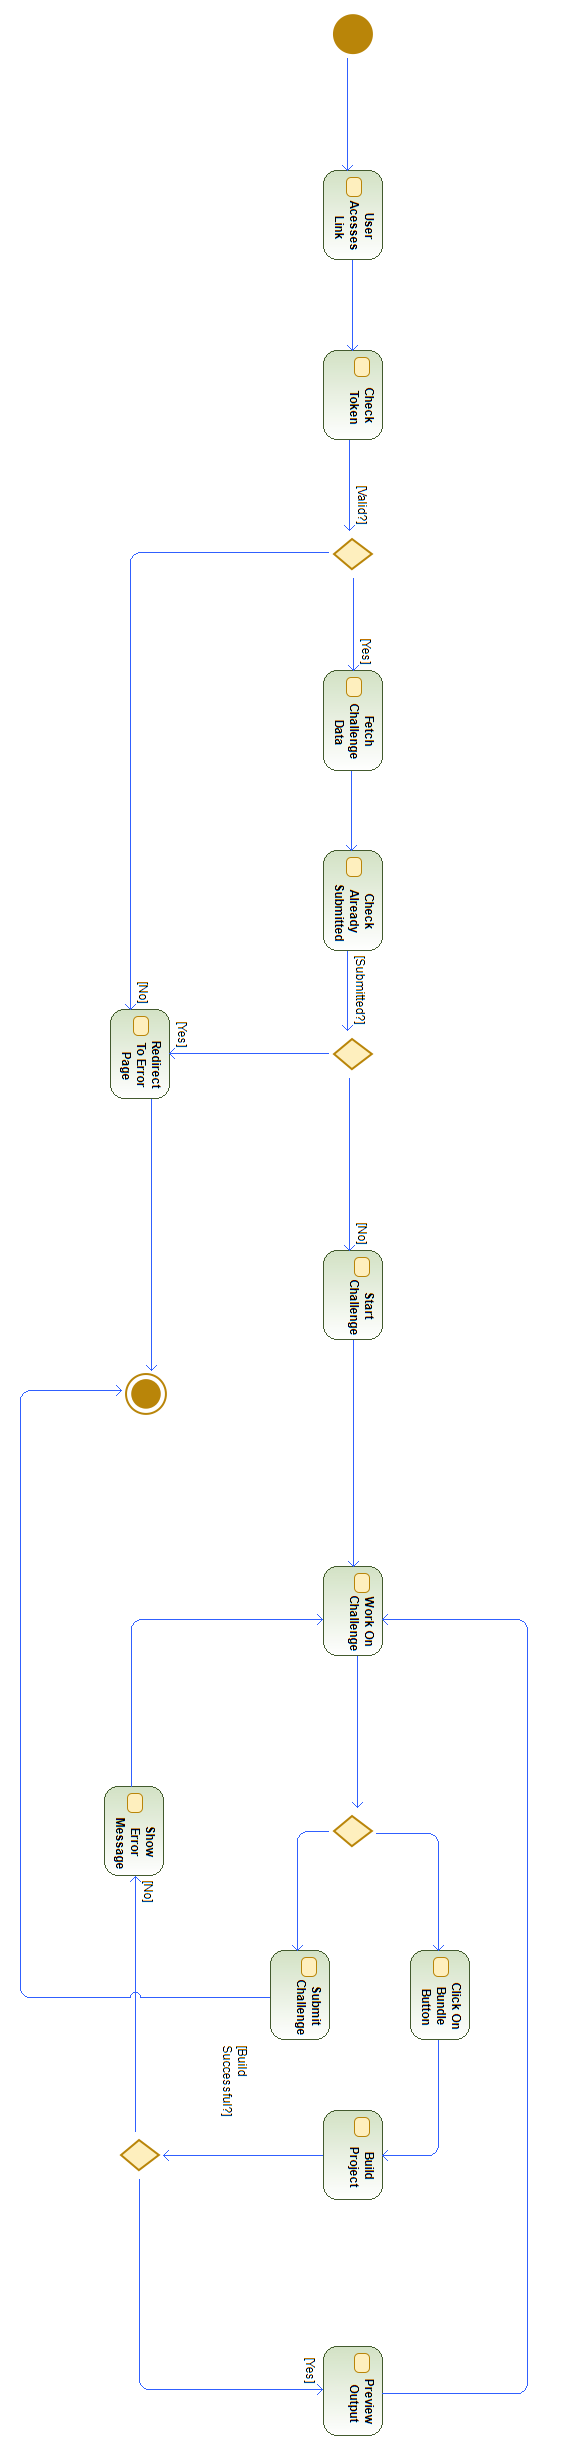 User
Acesses
Link
Check
Token
[Valid?]
[Yes]
Fetch
Challenge
Data
Check
Already
Submitted
[Submitted?]
[No]
[Yes]
Redirect
To Error
Page
[No]
Start
Challenge
Work On
Challenge
Show
Error
Message
[No]
Click On
Bundle
Button
Submit
Challenge
[Build
Successful?]
Build
Project
[Yes]
Preview
Output